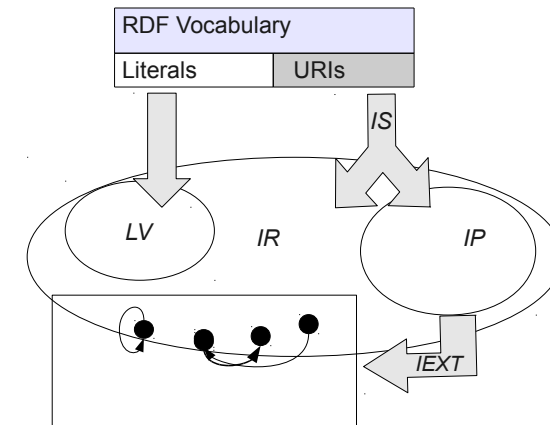 RDF Vocabulary
Literals URIs
IS
LV IR IP
IEXT